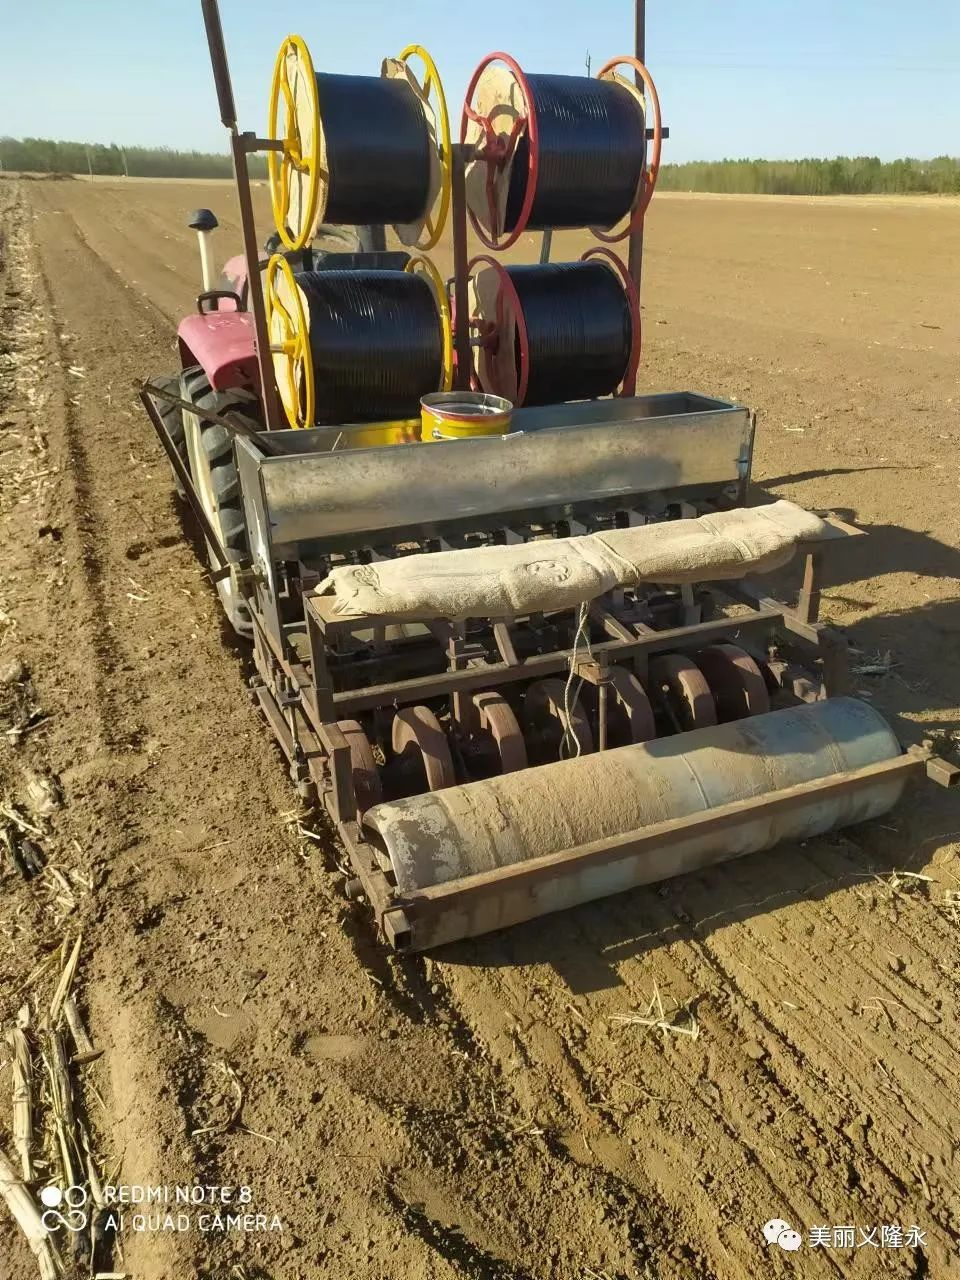 REDMI NOTE 8
AI QUAD CAMERA
美丽义隆永